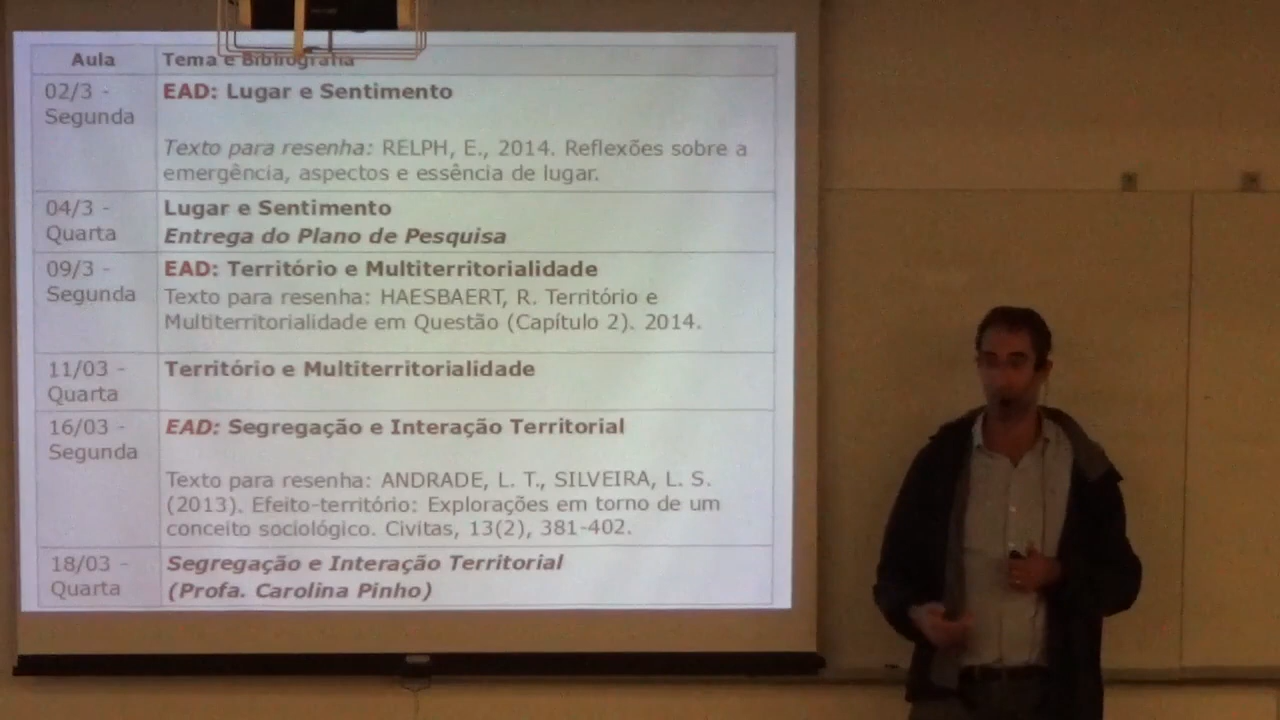 Aula
Tema e Bibliografia
02/3 -
Segunda
EAD: Lugar e Sentimento
Texto para resenha: RELPH, E., 2014. Reflexões sobre a
emergência, aspectos e essência de lugar.
04/3 -
Quarta
Lugar e Sentimento
Entrega do Plano de Pesquisa
09/3 -
Segunda
EAD: Território e Multiterritorialidade
Texto para resenha: HAESBAERT, R. Território e
Multiterritorialidade em Questão (Capítulo 2). 2014.
11/03 -
Quarta
Território e Multiterritorialidade
16/03 -
Segunda
EAD: Segregação e Interação Territorial
Texto para resenha: ANDRADE, L. T., SILVEIRA, L. S.
(2013). Efeito-território: Explorações em torno de um
conceito sociológico. Civitas, 13(2), 381-402.
18/03 -
Quarta
Segregação e Interação Territorial
(Profa. Carolina Pinho)